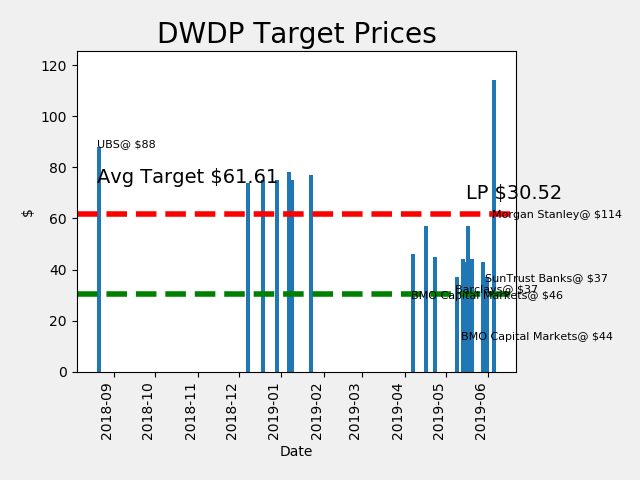 DWDP Target Prices
120
100
80
60
40
20
0
$
UBS@ $88
Avg Target $61.61
LP $30.52
Morgan Stanley@ $114
SunTrust Banks@ $37
Barclays@ $37
BMO Capital Markets@ $46
BMO Capital Markets@ $44
2018-09
2018-10
2018-11
2018-12
2019-01
2019-02
2019-03
2019-04
2019-05
2019-06
Date